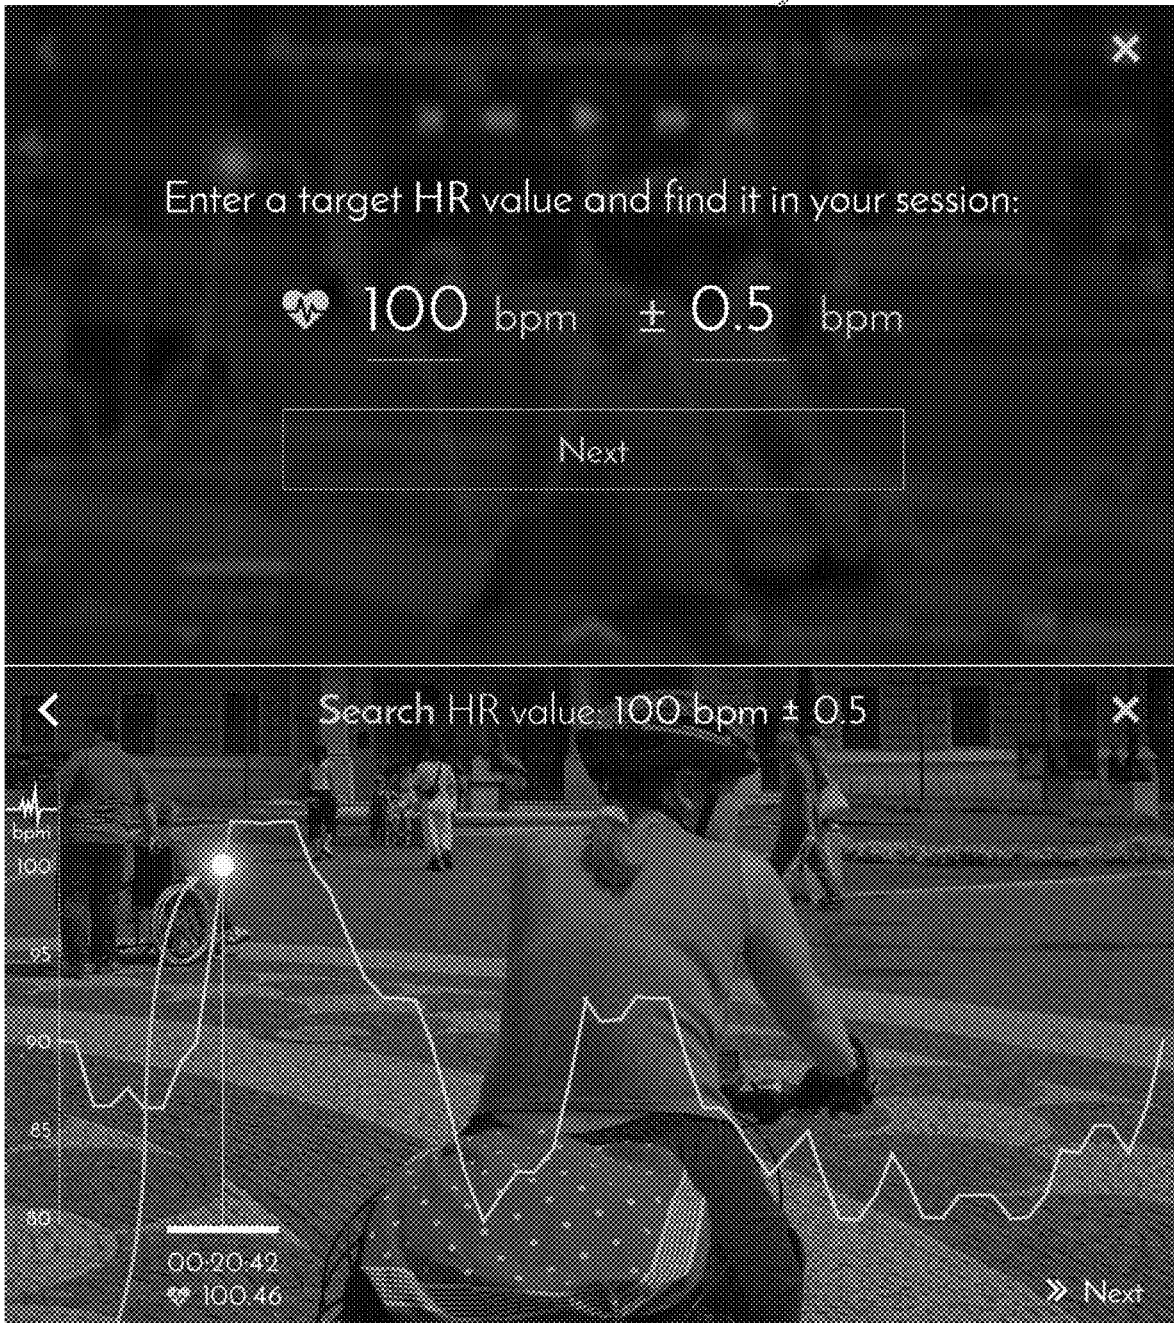 Enter a target HR value and find it in your session:
100 bpm ± 0.5 bpm
Next
Search HR value: 100 bpm ± 0.5
bpm
100
95
90
85
80
00:20:42
100.46
Next